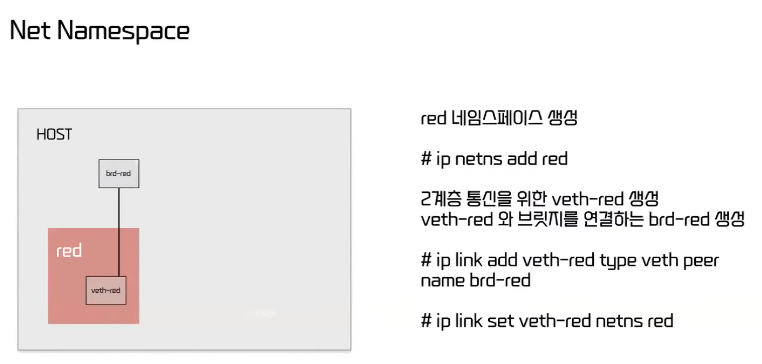 Net Namespace
HOST
brd-red
red
veth-red
red 네임스페이스 생성
# ip netns add red
2계층 통신을 위한 veth-red 생성
veth-red 와 브릿지를 연결하는 brd-red 생성
# ip link add veth-red type veth peer
name brd-red
# ip link set veth-red netns red